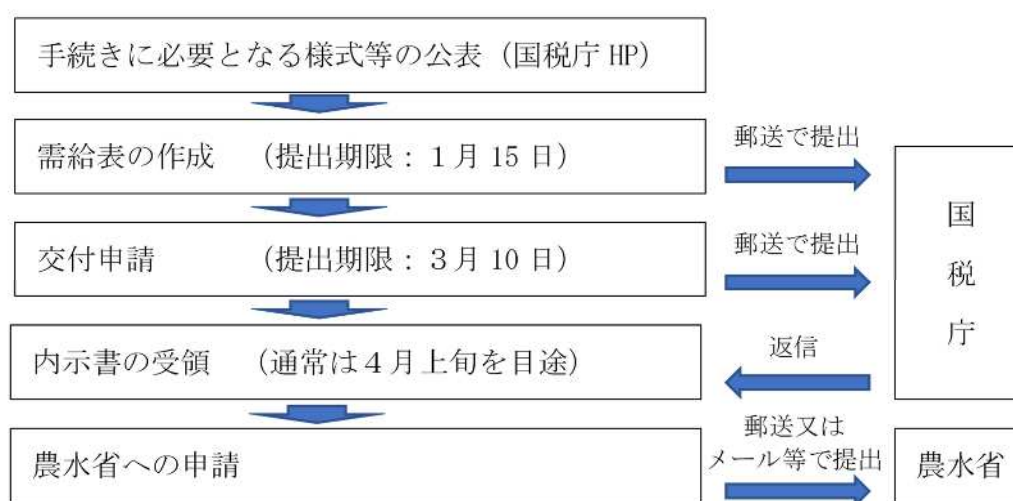 手続きに必要となる様式等の公表（国税庁 HP）
需給表の作成　（提出期限：１月 15 日）
郵送で提出
交付申請　（提出期限：３月 10 日）
郵送で提出
国税庁
内示書の受領　（通常は４月上旬を目途）
返信
農水省への申請
郵送又は
メール等で提出
農水省